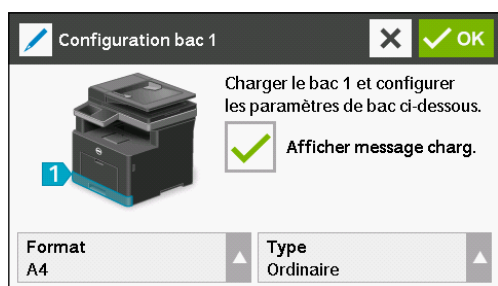 Configuration bac 1
OK
Charger le bac 1 et configurer
les paramètres de bac ci-dessous.
Afficher message charg.
1
Format
A4
Type
Ordinaire